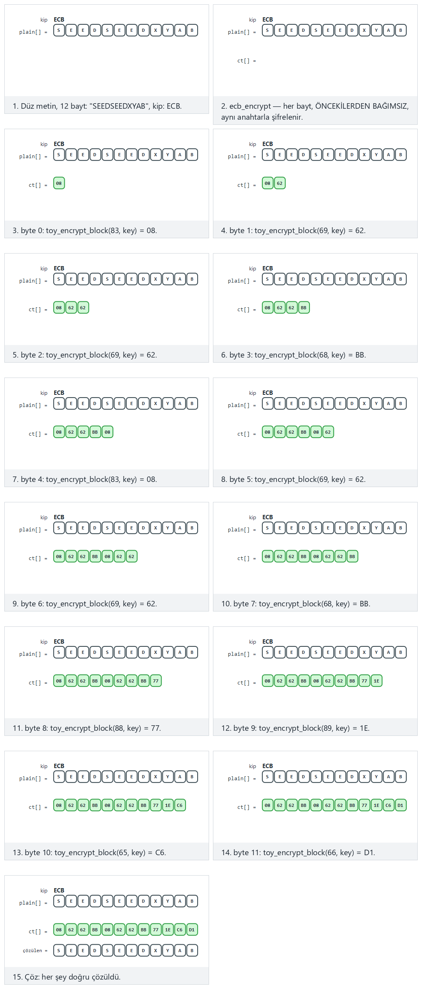 kip ECB
plain[] = S E E D S E E D X Y A B
1. Düz metin, 12 bayt: "SEEDSEEDXYAB", kip: ECB.
kip ECB
plain[] = S E E D S E E D X Y A B
ct[] =
2. ecb_encrypt — her bayt, ÖNCEKİLERDEN BAĞIMSIZ,
aynı anahtarla şifrelenir.
kip ECB
plain[] = S E E D S E E D X Y A B
ct[] = 08
3. byte 0: toy_encrypt_block(83, key) = 08.
kip ECB
plain[] = S E E D S E E D X Y A B
ct[] = 08 62
4. byte 1: toy_encrypt_block(69, key) = 62.
kip ECB
plain[] = S E E D S E E D X Y A B
ct[] = 08 62 62
5. byte 2: toy_encrypt_block(69, key) = 62.
kip ECB
plain[] = S E E D S E E D X Y A B
ct[] = 08 62 62 BB
6. byte 3: toy_encrypt_block(68, key) = BB.
kip ECB
plain[] = S E E D S E E D X Y A B
ct[] = 08 62 62 BB 08
7. byte 4: toy_encrypt_block(83, key) = 08.
kip ECB
plain[] = S E E D S E E D X Y A B
ct[] = 08 62 62 BB 08 62
8. byte 5: toy_encrypt_block(69, key) = 62.
kip ECB
plain[] = S E E D S E E D X Y A B
ct[] = 08 62 62 BB 08 62 62
9. byte 6: toy_encrypt_block(69, key) = 62.
kip ECB
plain[] = S E E D S E E D X Y A B
ct[] = 08 62 62 BB 08 62 62 BB
10. byte 7: toy_encrypt_block(68, key) = BB.
kip ECB
plain[] = S E E D S E E D X Y A B
ct[] = 08 62 62 BB 08 62 62 BB 77
11. byte 8: toy_encrypt_block(88, key) = 77.
kip ECB
plain[] = S E E D S E E D X Y A B
ct[] = 08 62 62 BB 08 62 62 BB 77 1E
12. byte 9: toy_encrypt_block(89, key) = 1E.
kip ECB
plain[] = S E E D S E E D X Y A B
ct[] = 08 62 62 BB 08 62 62 BB 77 1E C6
13. byte 10: toy_encrypt_block(65, key) = C6.
kip ECB
plain[] = S E E D S E E D X Y A B
ct[] = 08 62 62 BB 08 62 62 BB 77 1E C6 D1
14. byte 11: toy_encrypt_block(66, key) = D1.
kip ECB
plain[] = S E E D S E E D X Y A B
ct[] = 08 62 62 BB 08 62 62 BB 77 1E C6 D1
çözülen = S E E D S E E D X Y A B
15. Çöz: her şey doğru çözüldü.